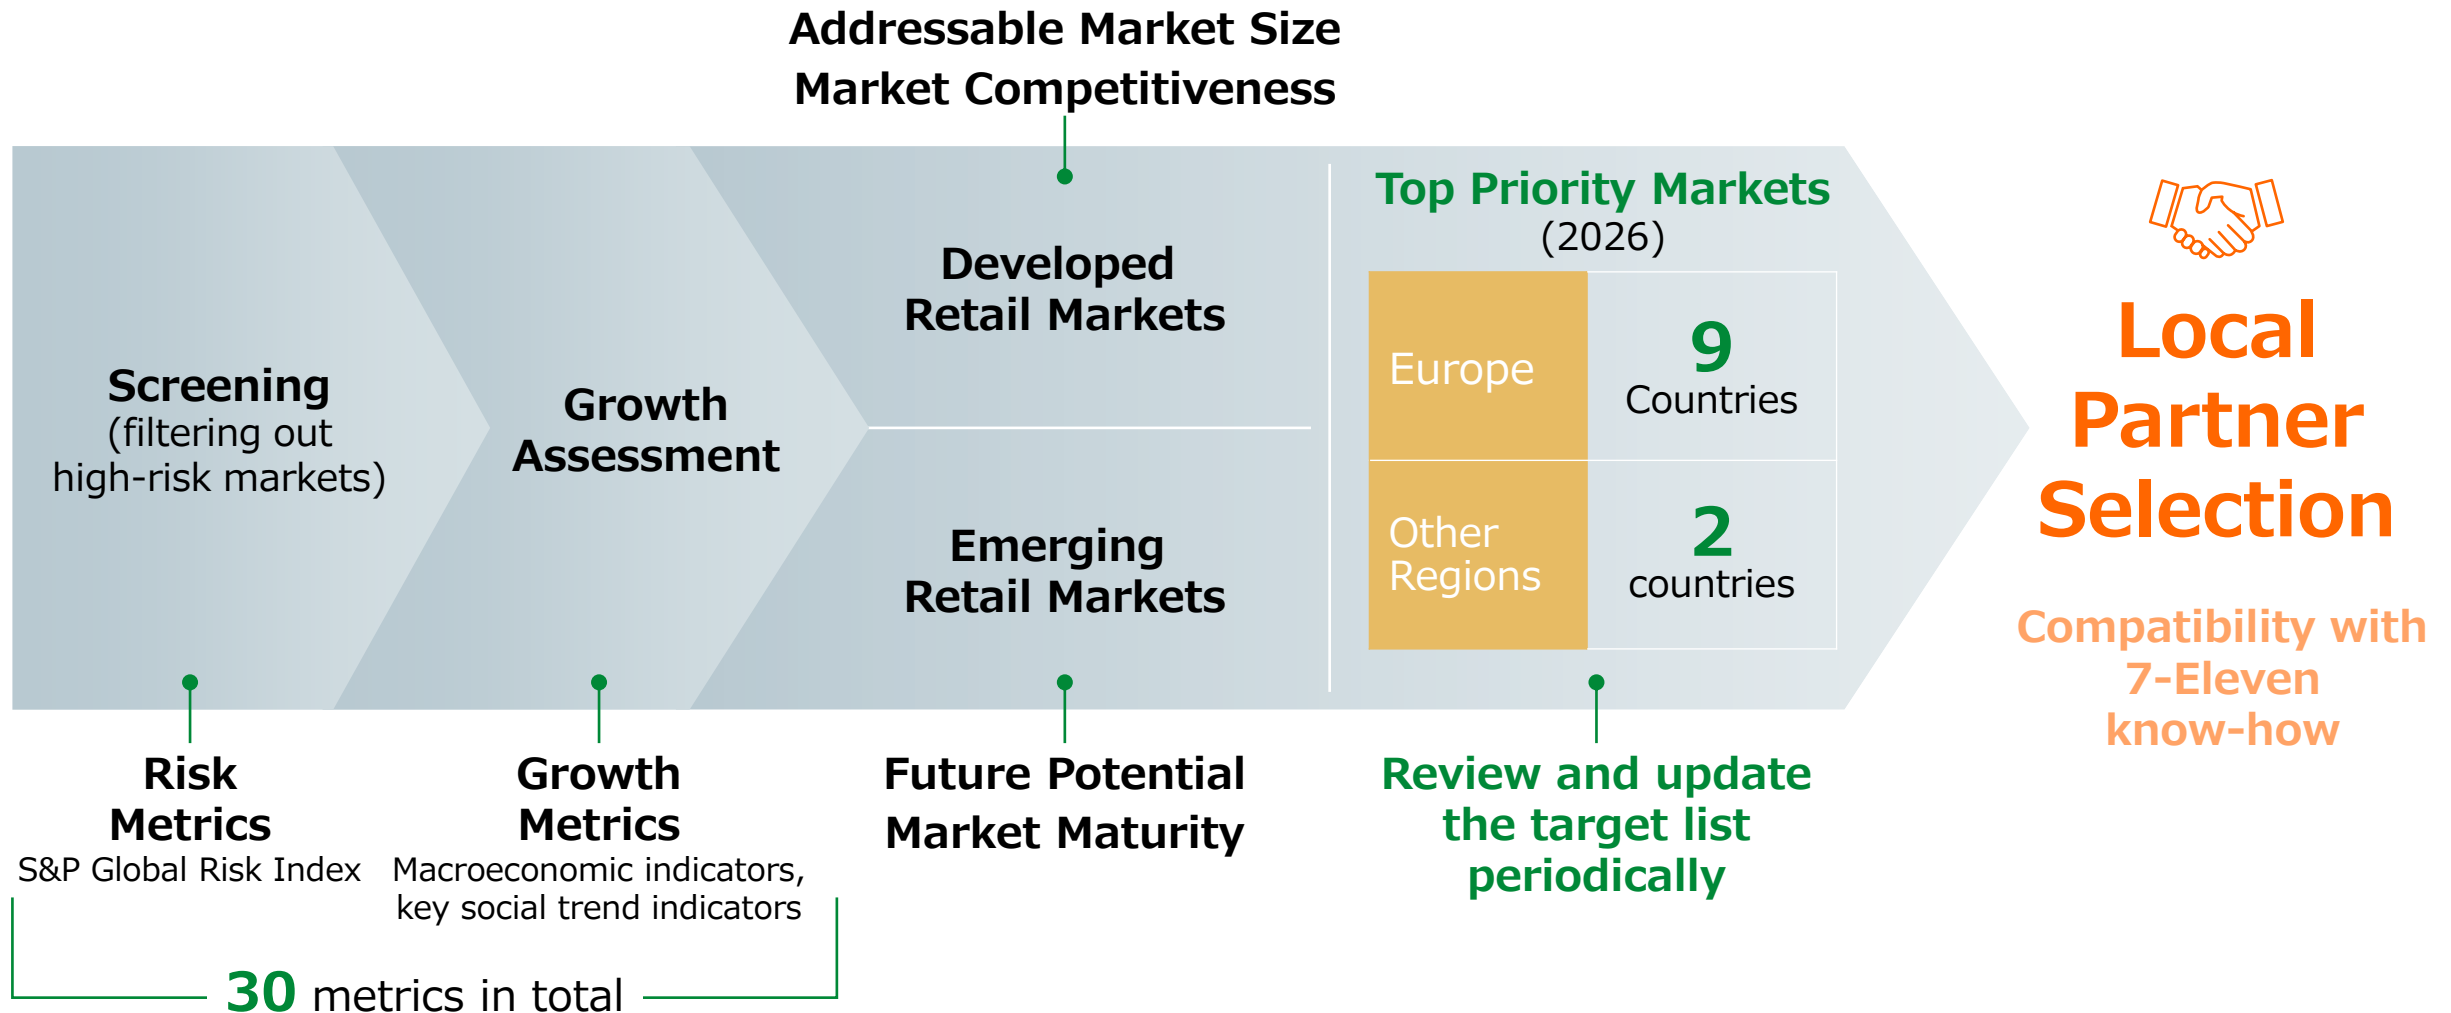 Addressable Market Size
Market Competitiveness
Screening
(filtering out
high-risk markets)
Growth
Assessment
Developed
Retail Markets
Emerging
Retail Markets
Top Priority Markets
(2026)
Europe
9
Countries
Other
Regions
2
countries
Local
Partner
Selection
Compatibility with
7-Eleven
know-how
Risk
Metrics
S&P Global Risk Index
Growth
Metrics
Macroeconomic indicators,
key social trend indicators
30 metrics in total
Future Potential
Market Maturity
Review and update
the target list
periodically